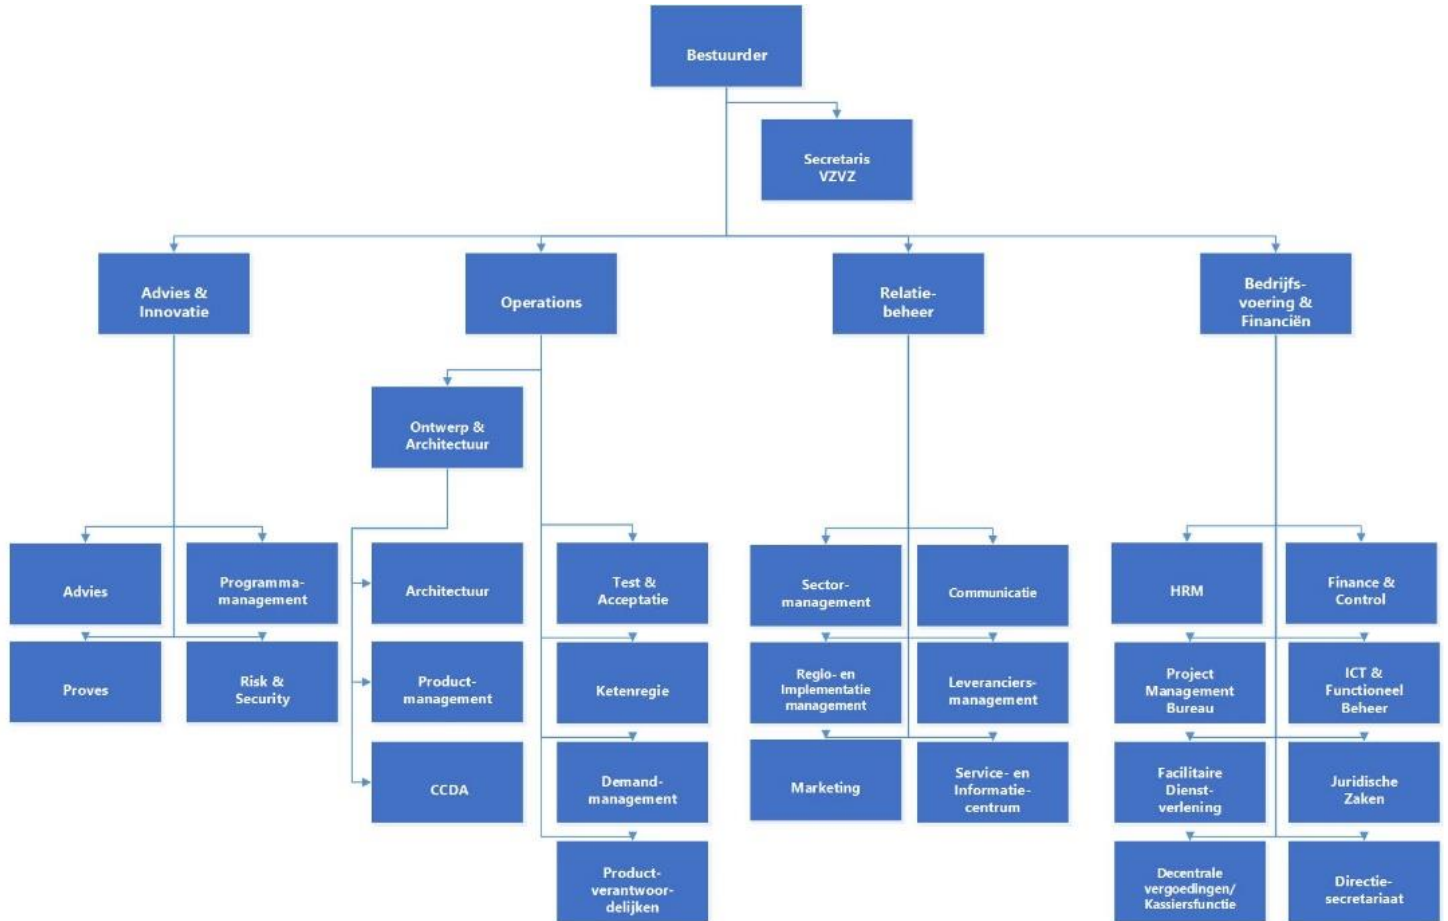 Bestuurder
Secretaris
VZVZ
Advies &
Innovatie
Operations
Relatie-
beheer
Bedrijfs-
voering &
Financiën
Ontwerp &
Architectuur
Advies
Programma-
management
Architectuur
Test &
Acceptatie
Sector-
management
Communicatie
HRM
Finance &
Control
Proves
Risk &
Security
Product-
management
Ketenregie
Regio- en
Implementatie
management
Leveranciers-
management
Project
Management
Bureau
ICT &
Functioneel
Beheer
CCDA
Demand-
management
Marketing
Service- en
Informatie-
centrum
Facilitaire
Dienst-
verlening
Juridische
Zaken
Product-
verantwoor-
delijken
Decentrale
vergoedingen/
Kassiersfunctie
Directie-
secretariaat